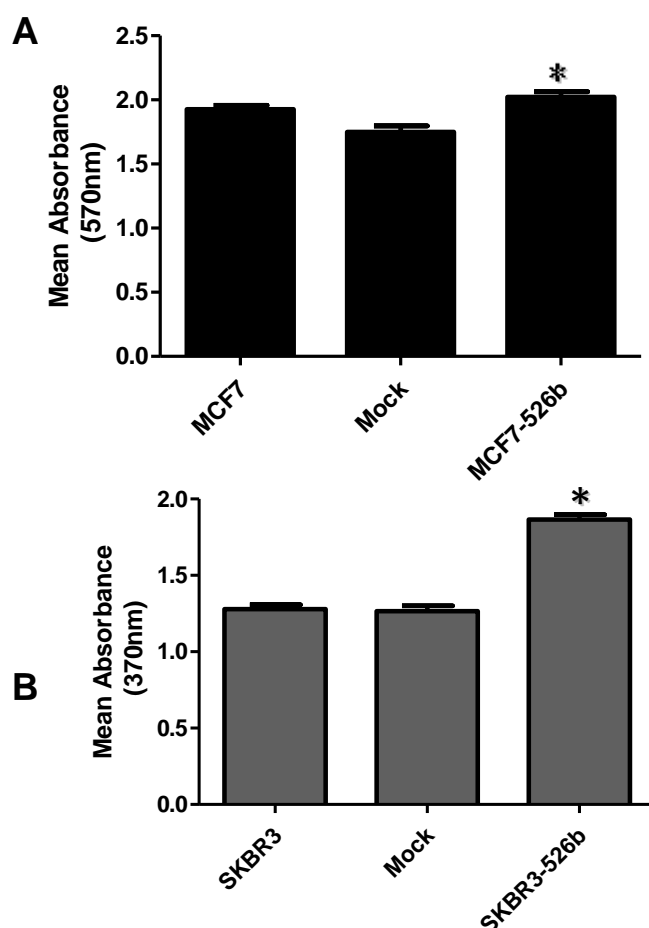 A
Mean Absorbance
(570nm)
2.5
2.0
1.5
1.0
0.5
0.0
*
MCF7
Mock
MCF7-526b
B
Mean Absorbance
(370nm)
2.0
1.5
1.0
0.5
0.0
*
SKBR3
Mock
SKBR3-526b